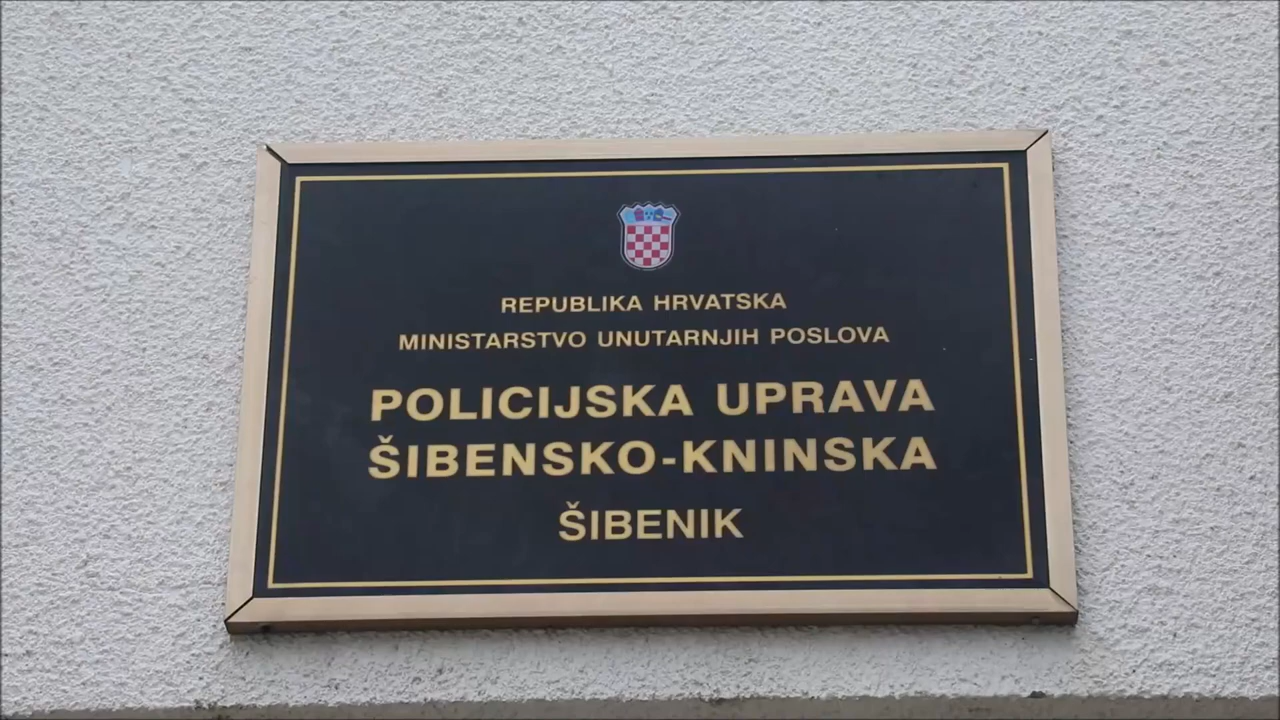 REPUBLIKA HRVATSKA
MINISTARSTVO UNUTARNJIH POSLOVA
POLICIJSKA UPRAVA
ŠIBENSKO-KNINSKA
ŠIBENIK